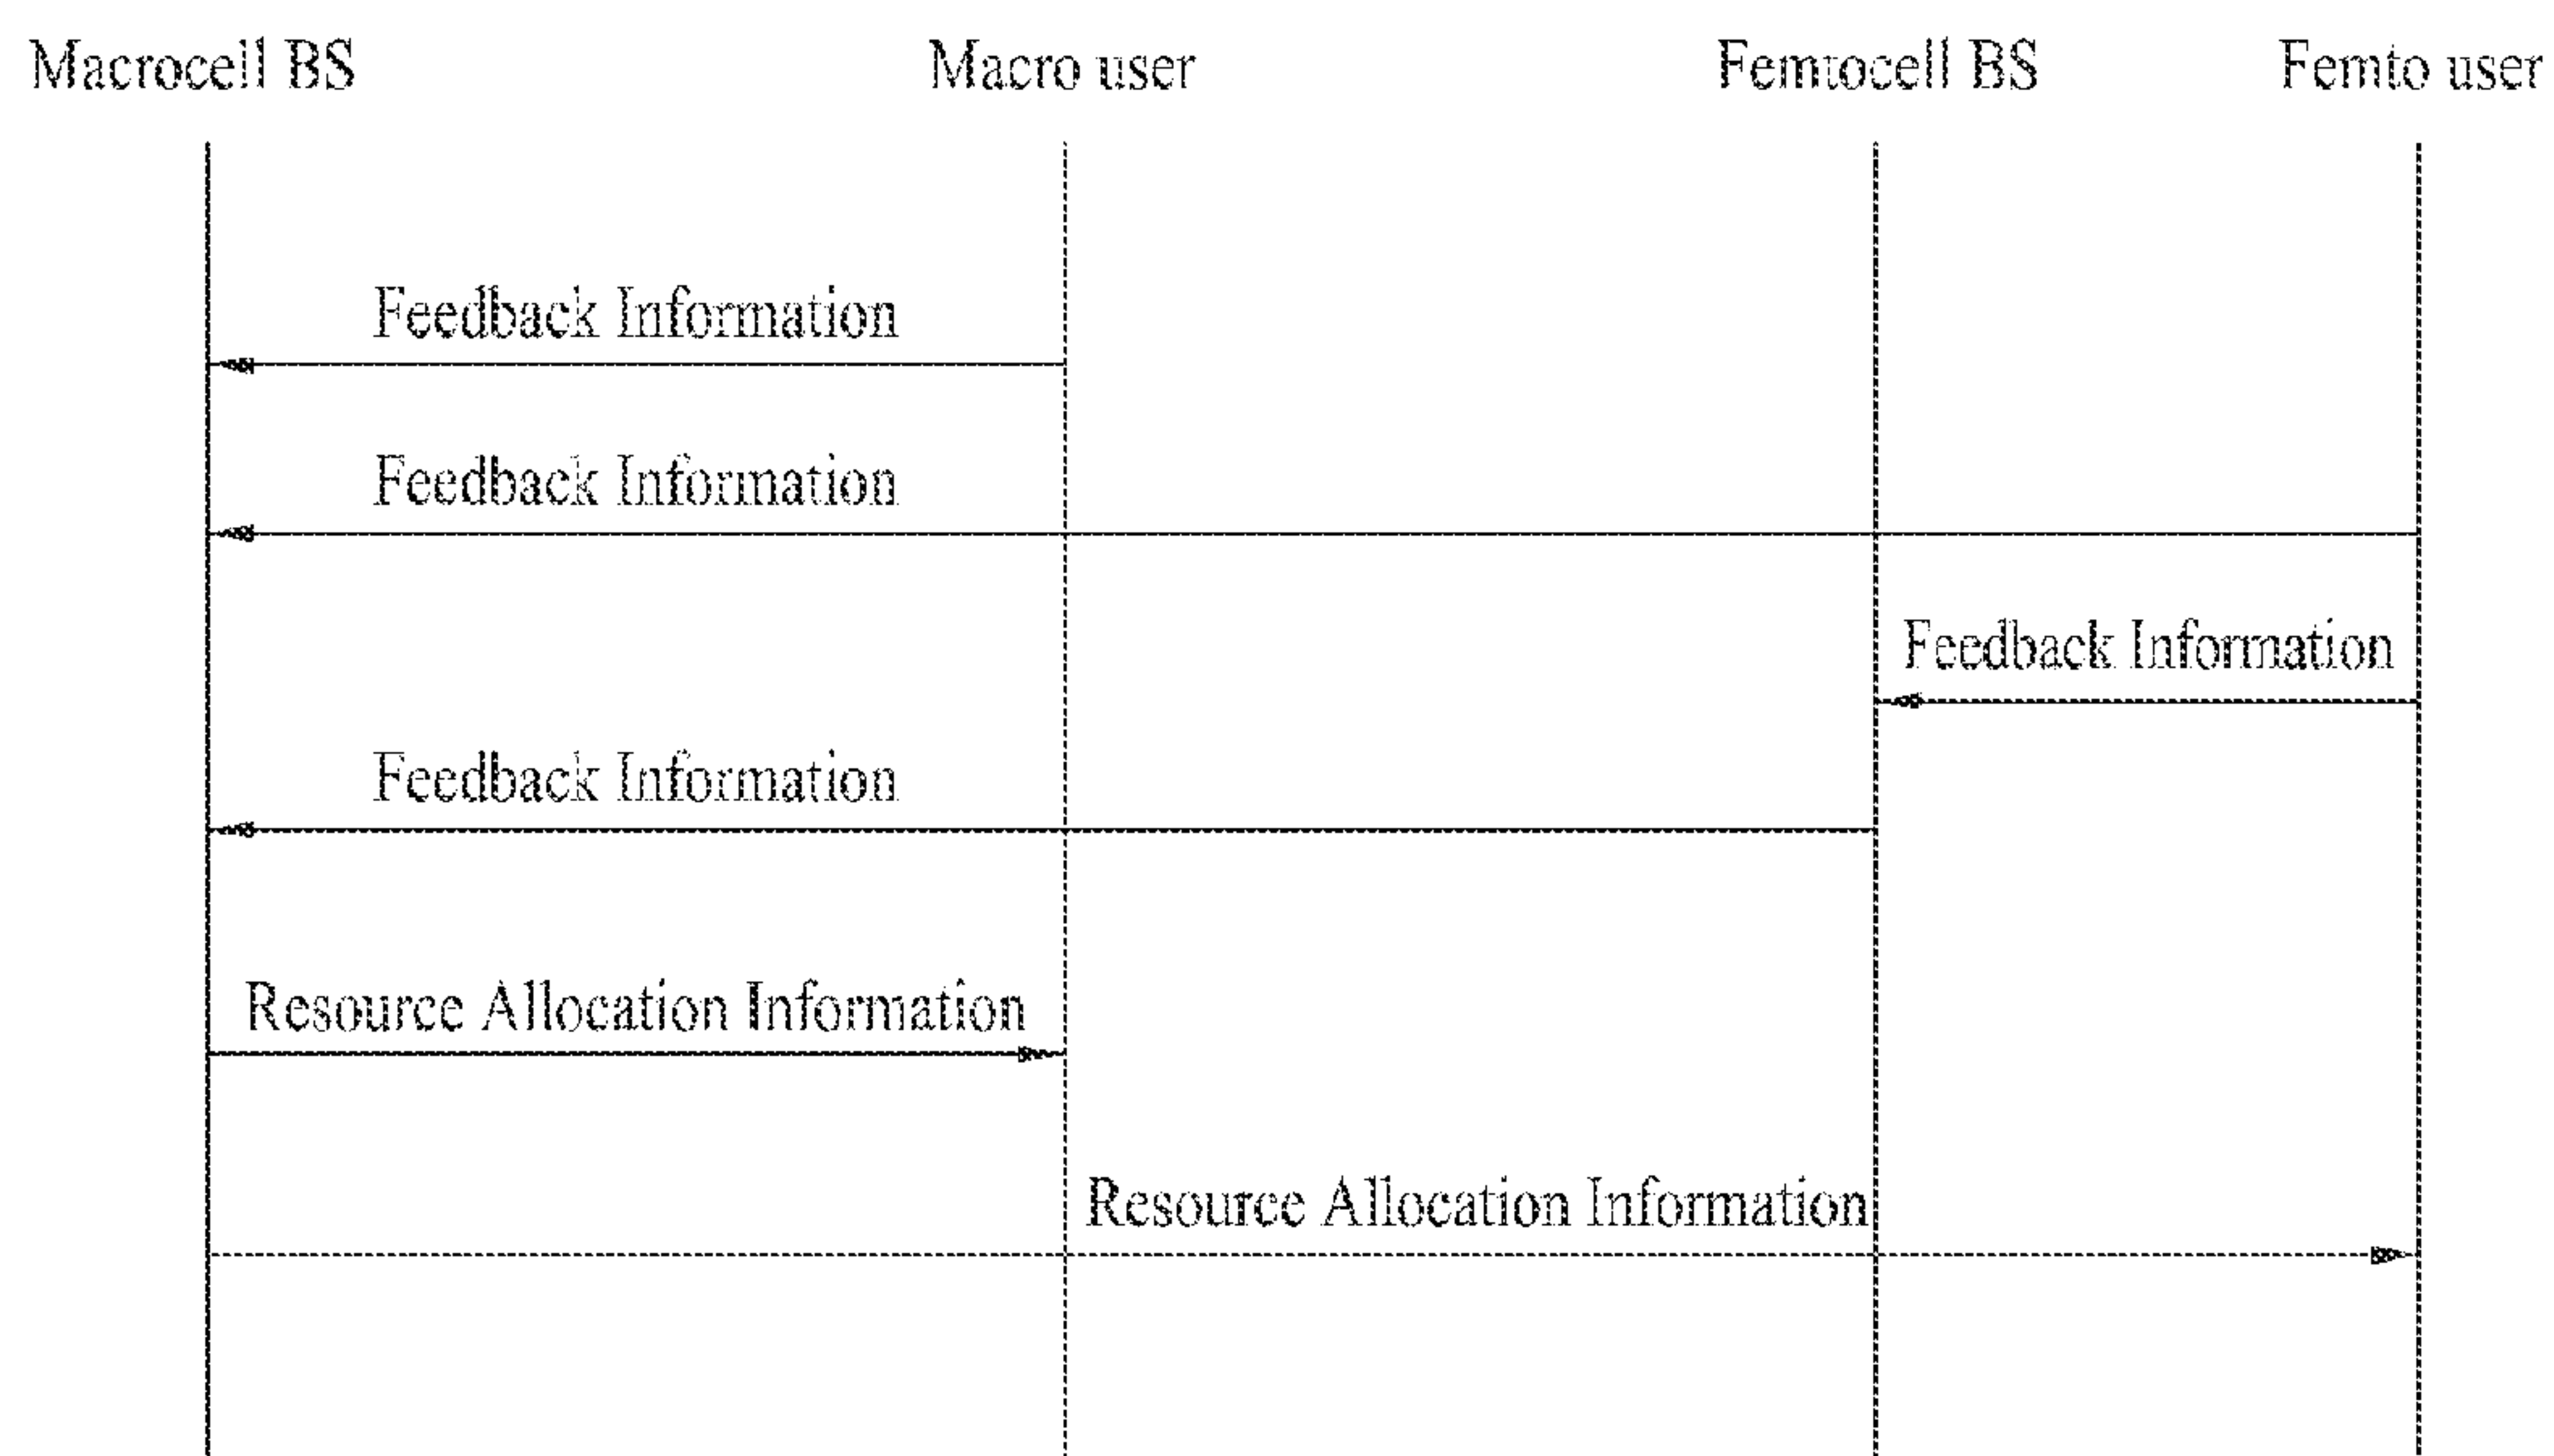 Macrocell BS Macro user Femtocell BS Femto user
Feedback Information
Feedback Information
Feedback Information
Feedback Information
Resource Allocation Information
Resource Allocation Information